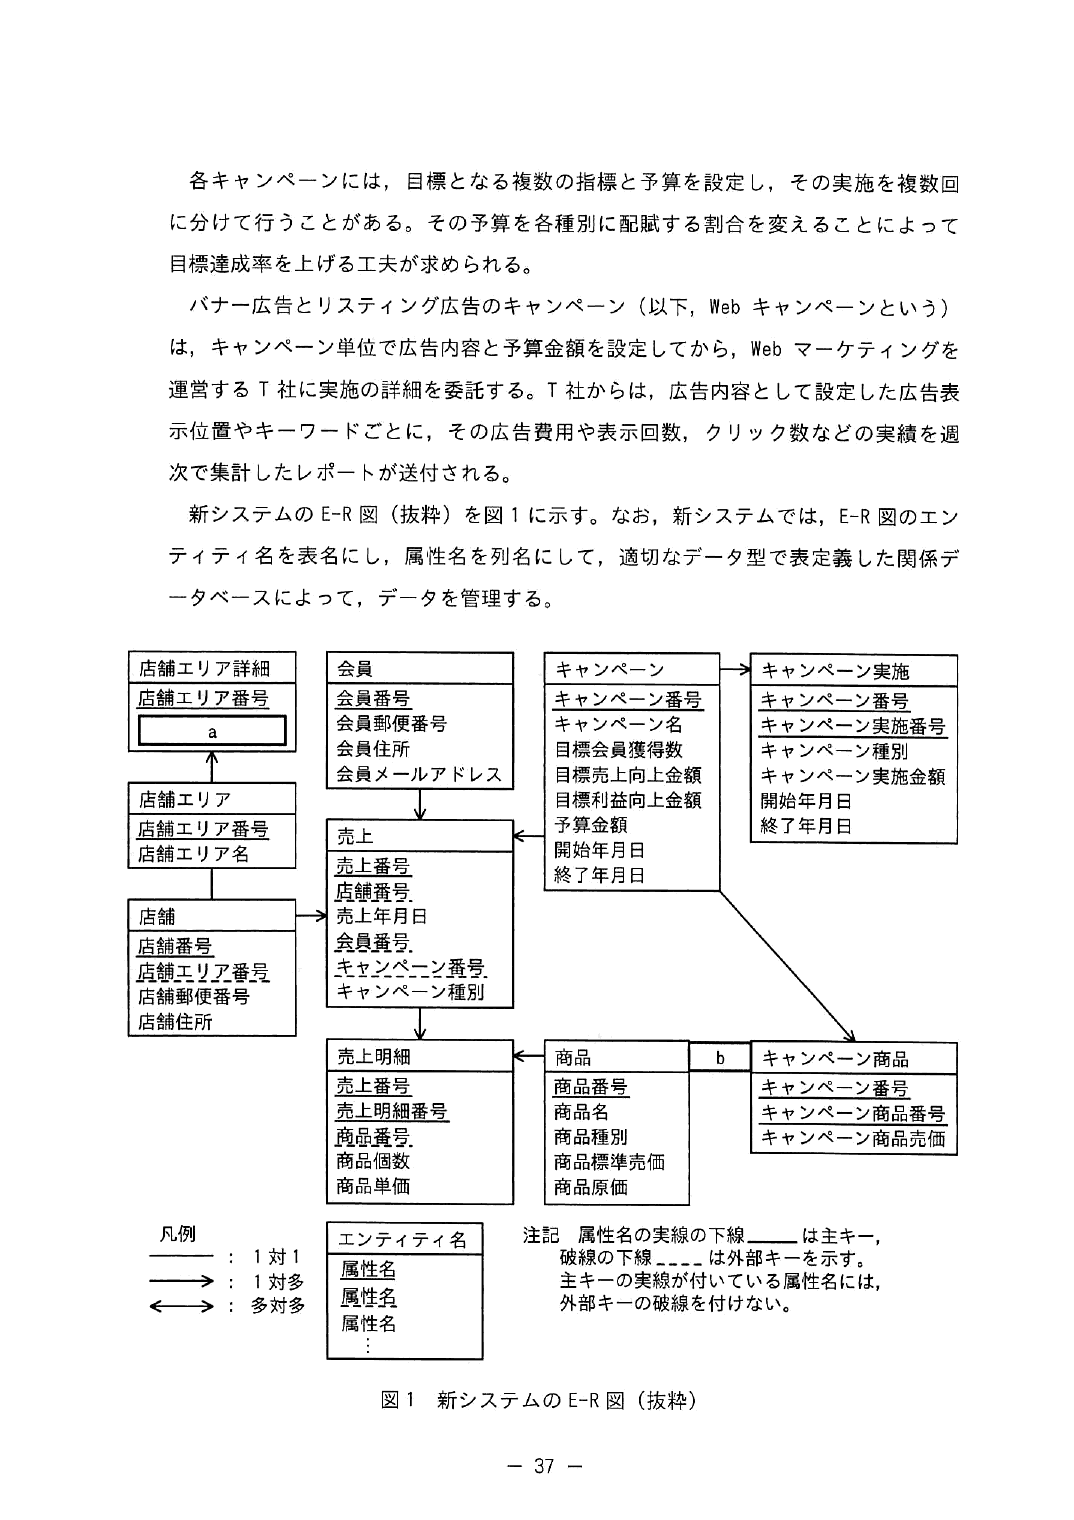 各キャンペーンには，目標となる複数の指標と予算を設定し，その実施を複数回
に分けて行うことがある。その予算を各種別に配賦する割合を変えることによって
目標達成率を上げる工夫が求められる。
バナー広告とリスティング広告のキャンペーン（以下，Web キャンペーンという）
は，キャンペーン単位で広告内容と予算金額を設定してから，Web マーケティングを
運営する T 社に実施の詳細を委託する。T 社からは，広告内容として設定した広告表
示位置やキーワードごとに，その広告費用や表示回数，クリック数などの実績を週
次で集計したレポートが送付される。
新システムの E-R 図（抜粋）を図 1 に示す。なお，新システムでは，E-R 図のエン
ティティ名を表名にし，属性名を列名にして，適切なデータ型で表定義した関係デ
ータベースによって，データを管理する。
店舗エリア詳細
店舗エリア番号
a
店舗エリア
店舗エリア番号
店舗エリア名
店舗
店舗番号
店舗エリア番号
店舗郵便番号
店舗住所
会員
会員番号
会員郵便番号
会員住所
会員メールアドレス
売上
売上番号
店舗番号
売上年月日
会員番号
キャンペーン番号
キャンペーン種別
売上明細
売上番号
売上明細番号
商品番号
商品個数
商品単価
キャンペーン
キャンペーン番号
キャンペーン名
目標会員獲得数
目標売上向上金額
目標利益向上金額
予算金額
開始年月日
終了年月日
キャンペーン実施
キャンペーン番号
キャンペーン実施番号
キャンペーン種別
キャンペーン実施金額
開始年月日
終了年月日
商品
商品番号
商品名
商品種別
商品標準売価
商品原価
b
キャンペーン商品
キャンペーン番号
キャンペーン商品番号
キャンペーン商品売価
凡例
： 1 対 1
： 1 対多
： 多対多
エンティティ名
属性名
属性名
属性名
⋮
注記 属性名の実線の下線＿＿は主キー，
破線の下線＿＿は外部キーを示す。
主キーの実線が付いている属性名には，
外部キーの破線を付けない。
図 1 新システムの E-R 図（抜粋）
－ 37 －